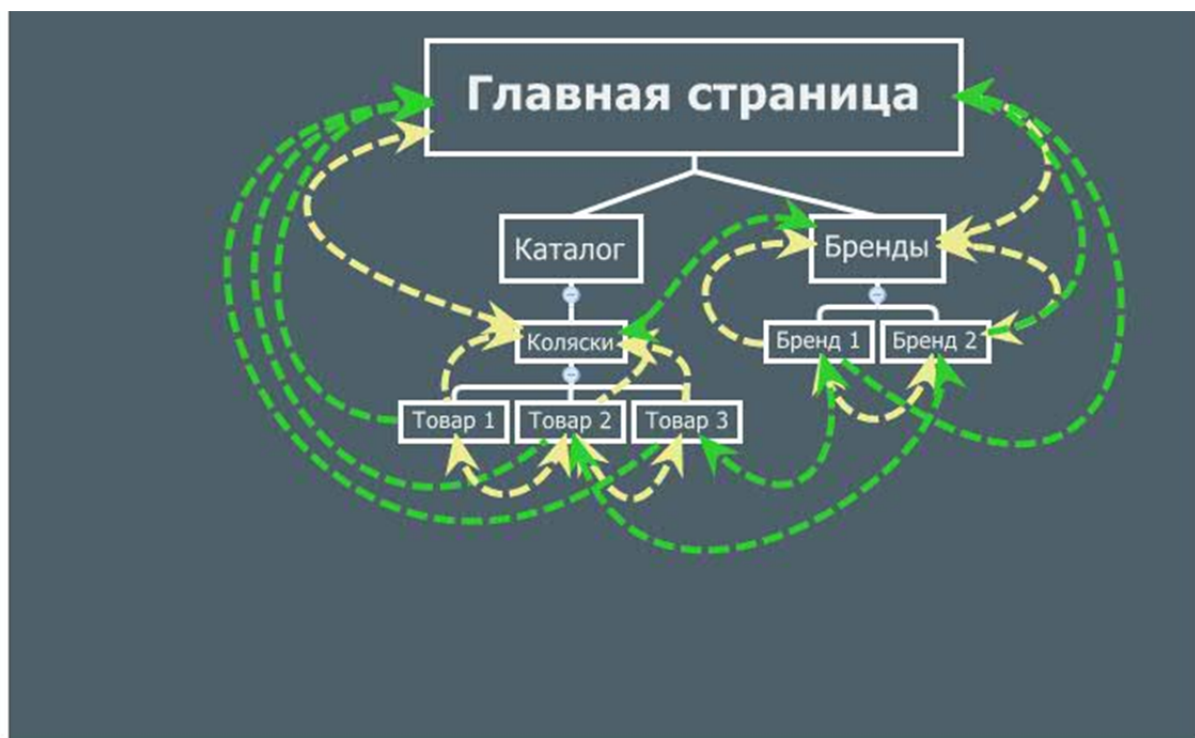 Главная страница
Каталог
Бренды
Коляски
Бренд 1
Бренд 2
Товар 1
Товар 2
Товар 3